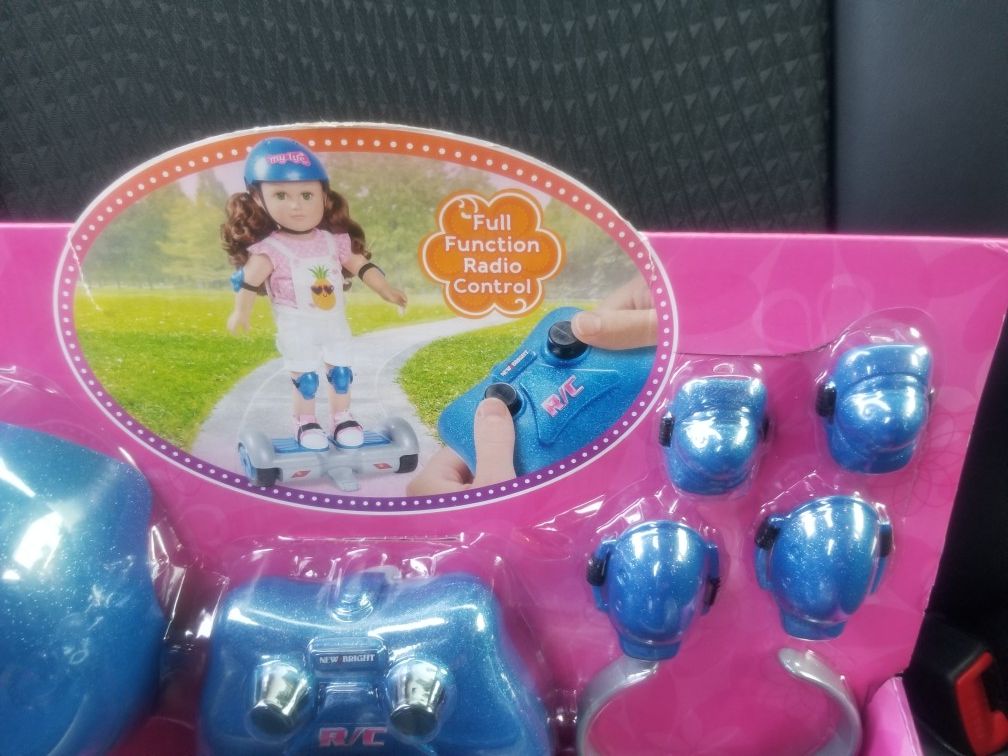 my life
Full
Function
Radio
Control
NEW BRIGHT
R/C
NEW BRIGHT
R/C